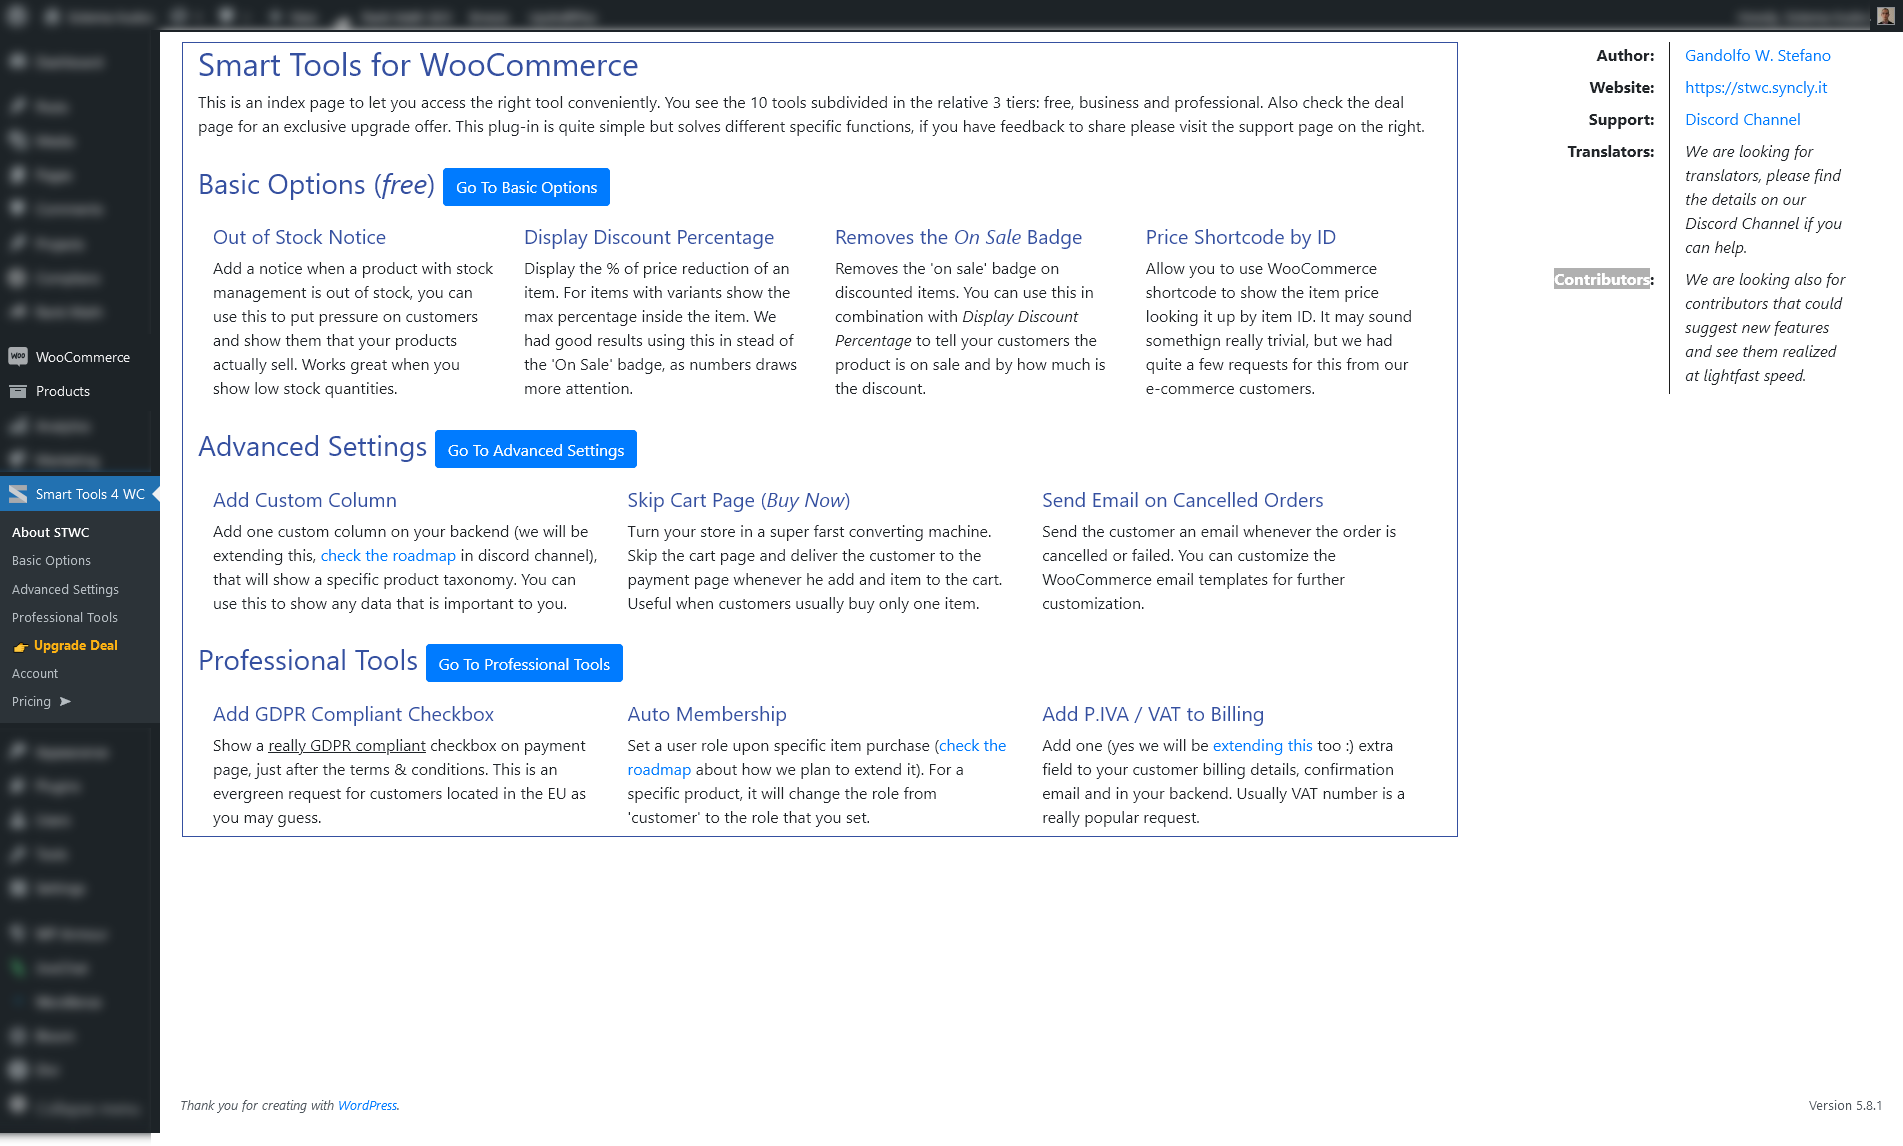 WooCommerce
Products
Smart Tools 4 WC
About STWC
Basic Options
Advanced Settings
Professional Tools
Upgrade Deal
Account
Pricing ➤
Smart Tools for WooCommerce
This is an index page to let you access the right tool conveniently. You see the 10 tools subdivided in the relative 3 tiers: free, business and professional. Also check the deal
page for an exclusive upgrade offer. This plug-in is quite simple but solves different specific functions, if you have feedback to share please visit the support page on the right.
Basic Options (free) Go To Basic Options
Out of Stock Notice
Add a notice when a product with stock
management is out of stock, you can
use this to put pressure on customers
and show them that your products
actually sell. Works great when you
show low stock quantities.
Display Discount Percentage
Display the % of price reduction of an
item. For items with variants show the
max percentage inside the item. We
had good results using this in stead of
the 'On Sale' badge, as numbers draws
more attention.
Removes the On Sale Badge
Removes the 'on sale' badge on
discounted items. You can use this in
combination with Display Discount
Percentage to tell your customers the
product is on sale and by how much is
the discount.
Price Shortcode by ID
Allow you to use WooCommerce
shortcode to show the item price
looking it up by item ID. It may sound
somethign really trivial, but we had
quite a few requests for this from our
e-commerce customers.
Advanced Settings Go To Advanced Settings
Add Custom Column
Add one custom column on your backend (we will be
extending this, check the roadmap in discord channel),
that will show a specific product taxonomy. You can
use this to show any data that is important to you.
Skip Cart Page (Buy Now)
Turn your store in a super farst converting machine.
Skip the cart page and deliver the customer to the
payment page whenever he add and item to the cart.
Useful when customers usually buy only one item.
Send Email on Cancelled Orders
Send the customer an email whenever the order is
cancelled or failed. You can customize the
WooCommerce email templates for further
customization.
Professional Tools Go To Professional Tools
Add GDPR Compliant Checkbox
Show a really GDPR compliant checkbox on payment
page, just after the terms & conditions. This is an
evergreen request for customers located in the EU as
you may guess.
Auto Membership
Set a user role upon specific item purchase (check the
roadmap about how we plan to extend it). For a
specific product, it will change the role from
'customer' to the role that you set.
Add P.IVA / VAT to Billing
Add one (yes we will be extending this too :) extra
field to your customer billing details, confirmation
email and in your backend. Usually VAT number is a
really popular request.
Author: Gandolfo W. Stefano
Website: https://stwc.syncly.it
Support: Discord Channel
Translators: We are looking for
translators, please find
the details on our
Discord Channel if you
can help.
Contributors: We are looking also for
contributors that could
suggest new features
and see them realized
at lightfast speed.
Thank you for creating with WordPress.
Version 5.8.1